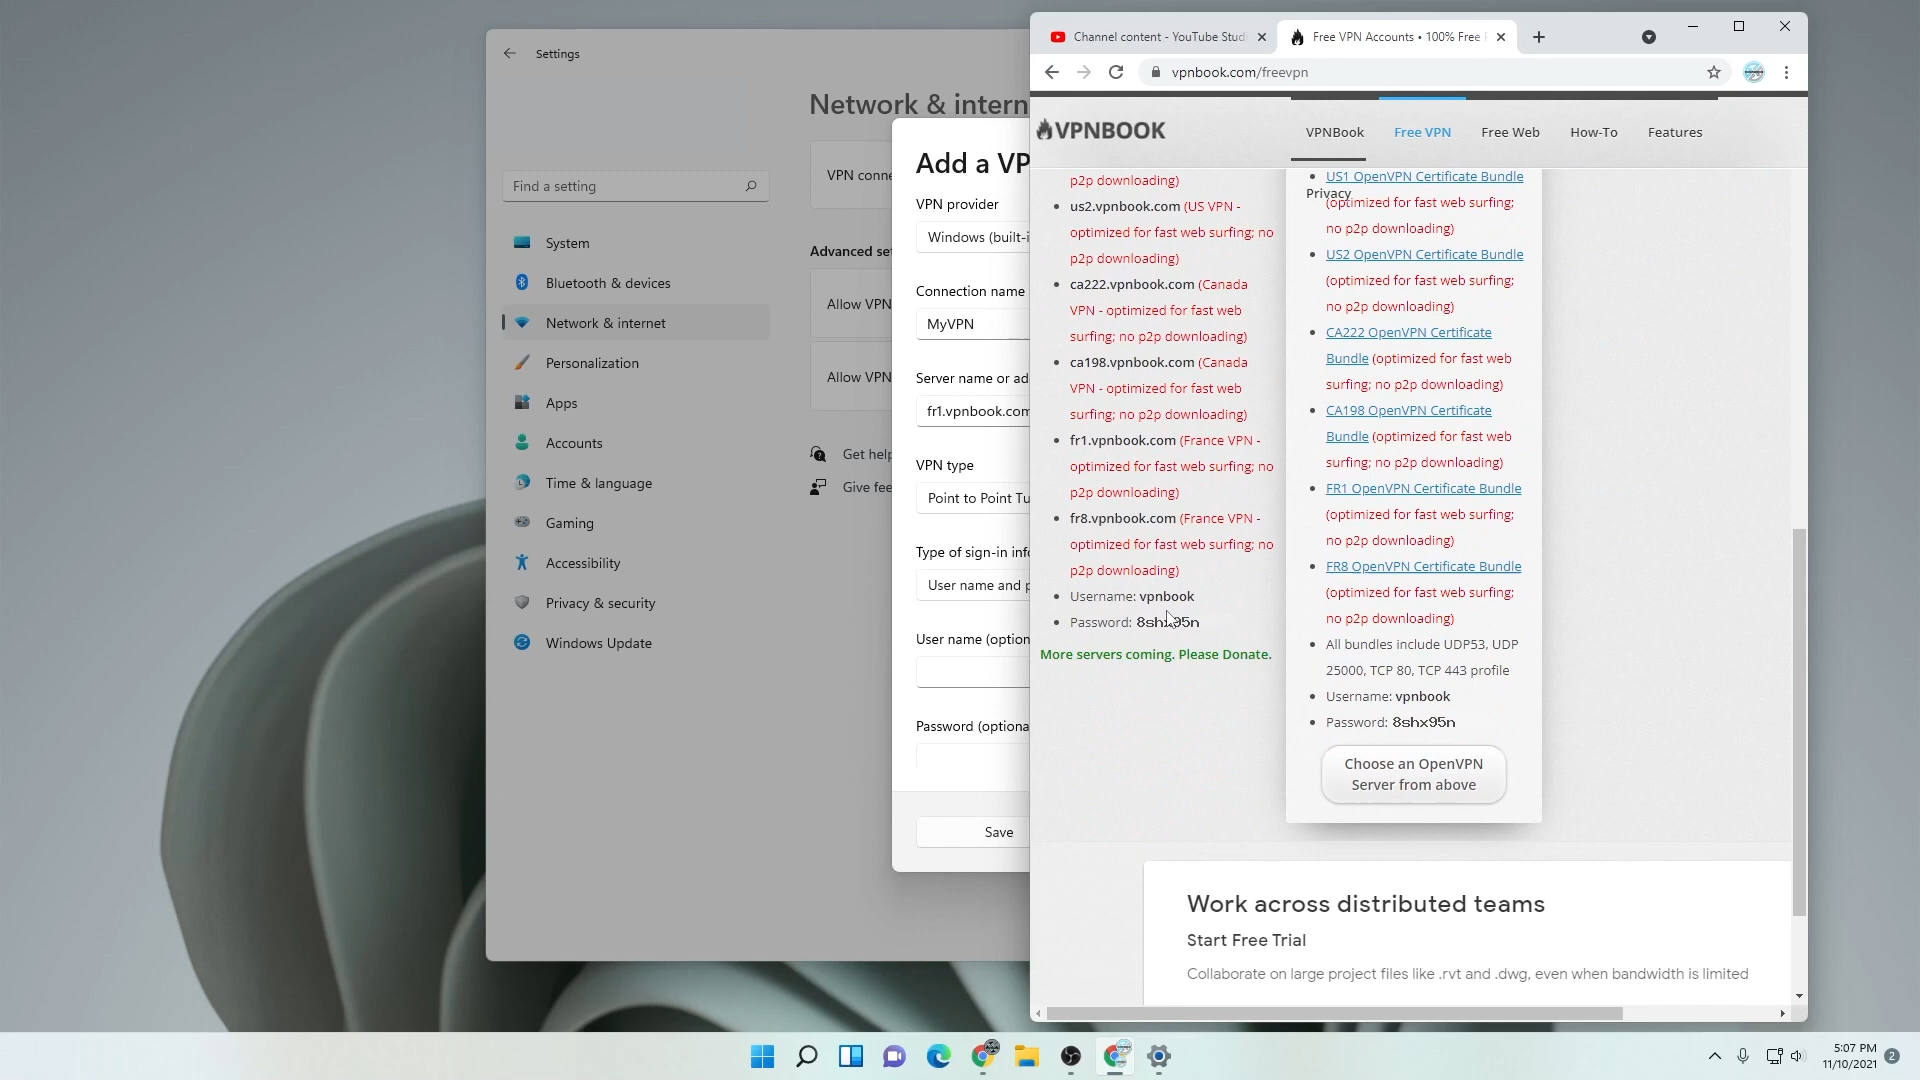 Settings
Network & intern
Find a setting
System
Bluetooth & devices
Network & internet
Personalization
Apps
Accounts
Time & language
Gaming
Accessibility
Privacy & security
Windows Update
VPN conne
Advanced se
Allow VPN
Allow VPN
Get help
Give fee
Add a VP
VPN provider
Windows (built-i
Connection name
MyVPN
Server name or ad
fr1.vpnbook.com
VPN type
Point to Point Tu
Type of sign-in info
User name and p
User name (option
Password (optiona
Save
Channel content - YouTube Studi
Free VPN Accounts • 100% Free
vpnbook.com/freevpn
VPNBOOK
VPNBook
Free VPN
Free Web
How-To
Features
Privacy
p2p downloading)
us2.vpnbook.com (US VPN -
optimized for fast web surfing; no
p2p downloading)
ca222.vpnbook.com (Canada
VPN - optimized for fast web
surfing; no p2p downloading)
ca198.vpnbook.com (Canada
VPN - optimized for fast web
surfing; no p2p downloading)
fr1.vpnbook.com (France VPN -
optimized for fast web surfing; no
p2p downloading)
fr8.vpnbook.com (France VPN -
optimized for fast web surfing; no
p2p downloading)
Username: vpnbook
Password: 8shx95n
More servers coming. Please Donate.
US1 OpenVPN Certificate Bundle
(optimized for fast web surfing;
no p2p downloading)
US2 OpenVPN Certificate Bundle
(optimized for fast web surfing;
no p2p downloading)
CA222 OpenVPN Certificate
Bundle (optimized for fast web
surfing; no p2p downloading)
CA198 OpenVPN Certificate
Bundle (optimized for fast web
surfing; no p2p downloading)
FR1 OpenVPN Certificate Bundle
(optimized for fast web surfing;
no p2p downloading)
FR8 OpenVPN Certificate Bundle
(optimized for fast web surfing;
no p2p downloading)
All bundles include UDP53, UDP
25000, TCP 80, TCP 443 profile
Username: vpnbook
Password: 8shx95n
Choose an OpenVPN
Server from above
Work across distributed teams
Start Free Trial
Collaborate on large project files like .rvt and .dwg, even when bandwidth is limited
5:07 PM
11/10/2021
2